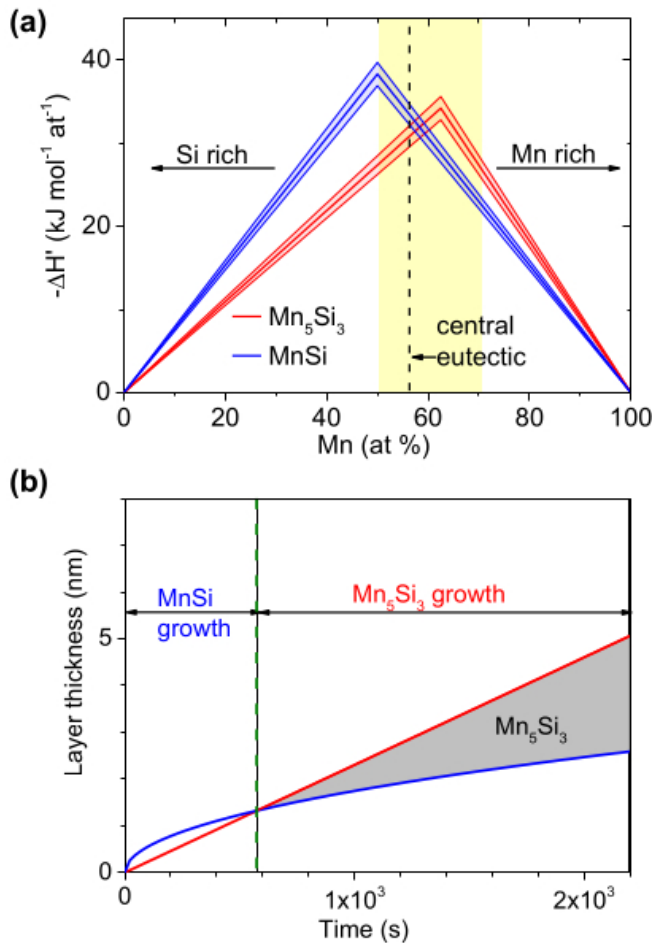 (a)
40
20
0
-ΔH' (kJ mol⁻¹ at⁻¹)
Si rich
Mn rich
Mn₅Si₃
MnSi
central
eutectic
0 20 40 60 80 100
Mn (at %)
(b)
5
0
Layer thickness (nm)
MnSi
growth
Mn₅Si₃ growth
Mn₅Si₃
0 1x10³ 2x10³
Time (s)